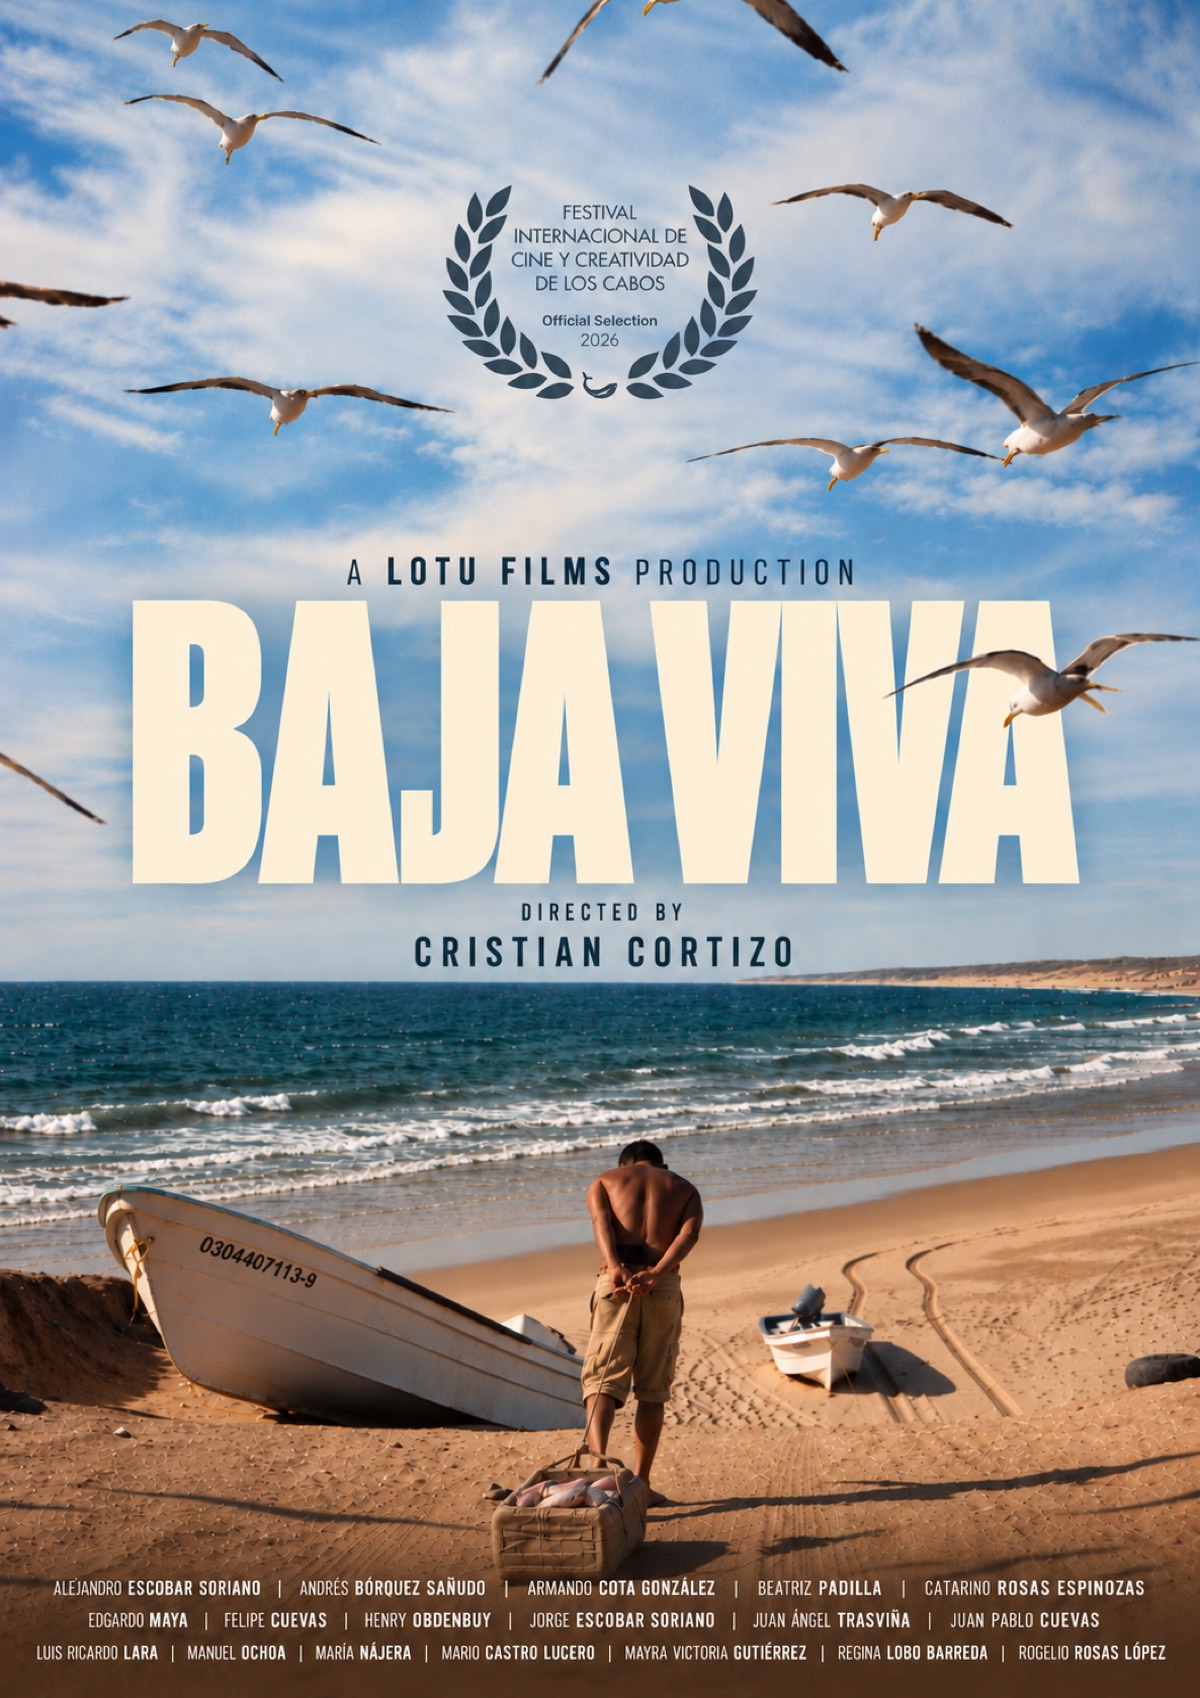 FESTIVAL
INTERNACIONAL DE
CINE Y CREATIVIDAD
DE LOS CABOS
Official Selection
2026
A LOTU FILMS PRODUCTION
BAJA VIVA
DIRECTED BY
CRISTIAN CORTIZO
0304407113-9
ALEJANDRO ESCOBAR SORIANO | ANDRÉS BÓRQUEZ SAÑUDO | ARMANDO COTA GONZÁLEZ | BEATRIZ PADILLA | CATARINO ROSAS ESPINOZAS
EDGARDO MAYA | FELIPE CUEVAS | HENRY OBDENBUY | JORGE ESCOBAR SORIANO | JUAN ÁNGEL TRASVIÑA | JUAN PABLO CUEVAS
LUIS RICARDO LARA | MANUEL OCHOA | MARÍA NÁJERA | MARIO CASTRO LUCERO | MAYRA VICTORIA GUTIÉRREZ | REGINA LOBO BARREDA | ROGELIO ROSAS LÓPEZ